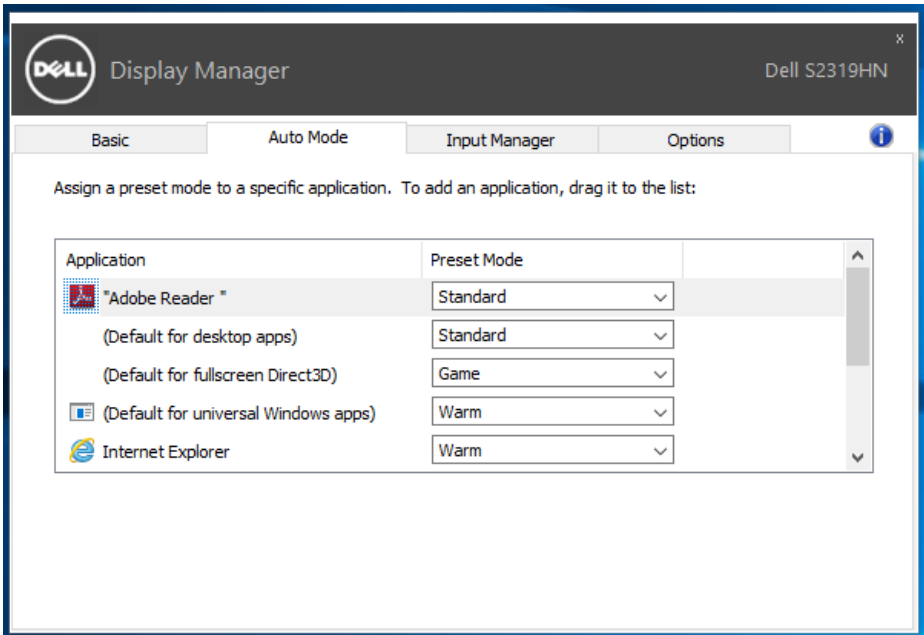 x
DELL Display Manager Dell S2319HN
Basic Auto Mode Input Manager Options
Assign a preset mode to a specific application. To add an application, drag it to the list:
Application Preset Mode
"Adobe Reader " Standard
(Default for desktop apps) Standard
(Default for fullscreen Direct3D) Game
(Default for universal Windows apps) Warm
Internet Explorer Warm